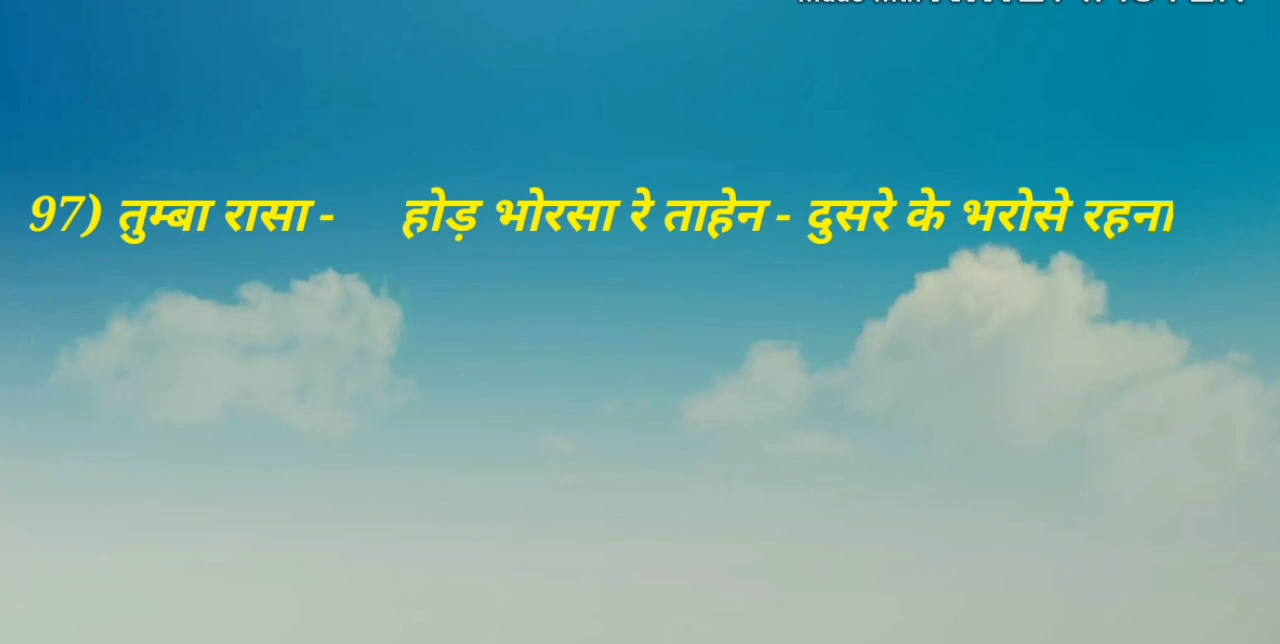 97) तुम्बा रासा - होड़ भोरसा रे ताहेन - दुसरे के भरोसे रहना